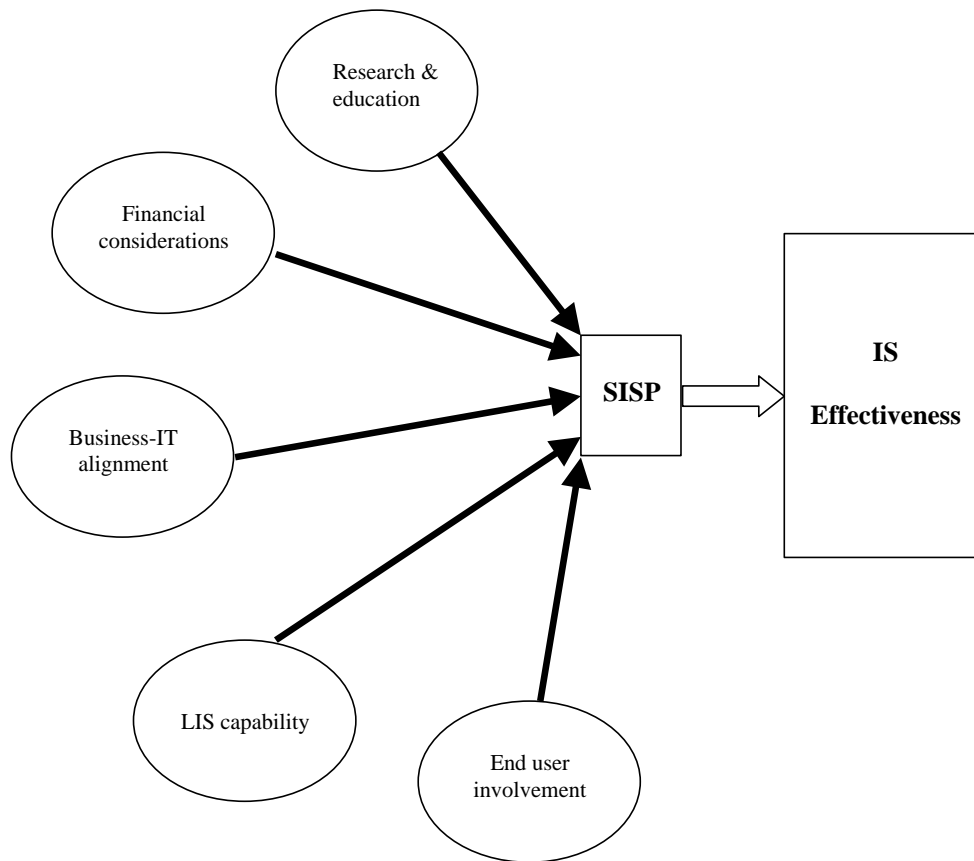 Research &
education
Financial
considerations
Business-IT
alignment
LIS capability
End user
involvement
SISP
IS
Effectiveness